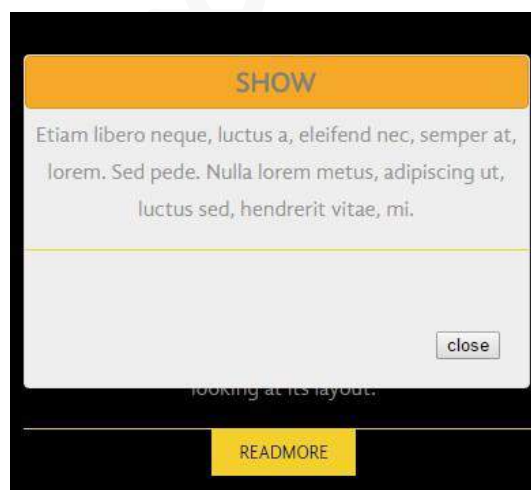 SHOW
Etiam libero neque, luctus a, eleifend nec, semper at,
lorem. Sed pede. Nulla lorem metus, adipiscing ut,
luctus sed, hendrerit vitae, mi.
close
looking at its layout.
READMORE